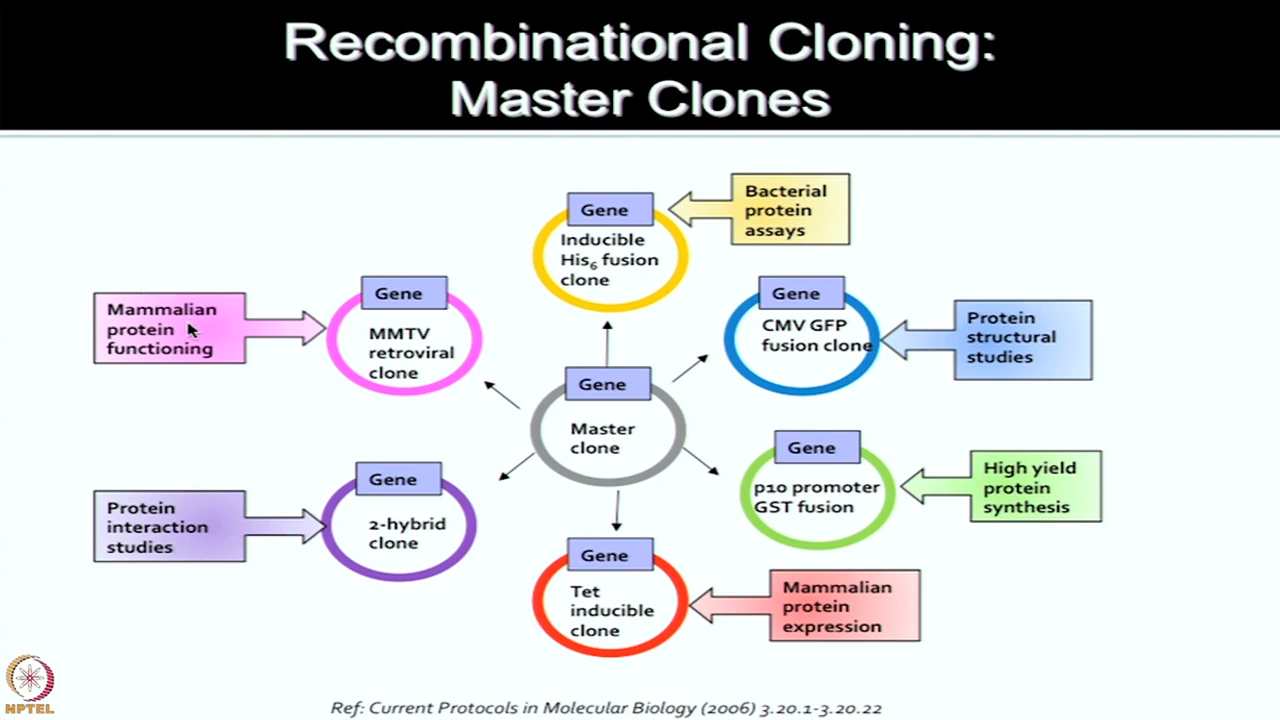 Recombinational Cloning:
Master Clones
Gene
Inducible
His₆ fusion
clone
Bacterial
protein
assays
Mammalian
protein
functioning
Gene
MMTV
retroviral
clone
Gene
CMV GFP
fusion clone
Protein
structural
studies
Gene
Master
clone
Protein
interaction
studies
Gene
2-hybrid
clone
Gene
p10 promoter
GST fusion
High yield
protein
synthesis
Gene
Tet
inducible
clone
Mammalian
protein
expression
NPTEL
Ref: Current Protocols in Molecular Biology (2006) 3.20.1-3.20.22